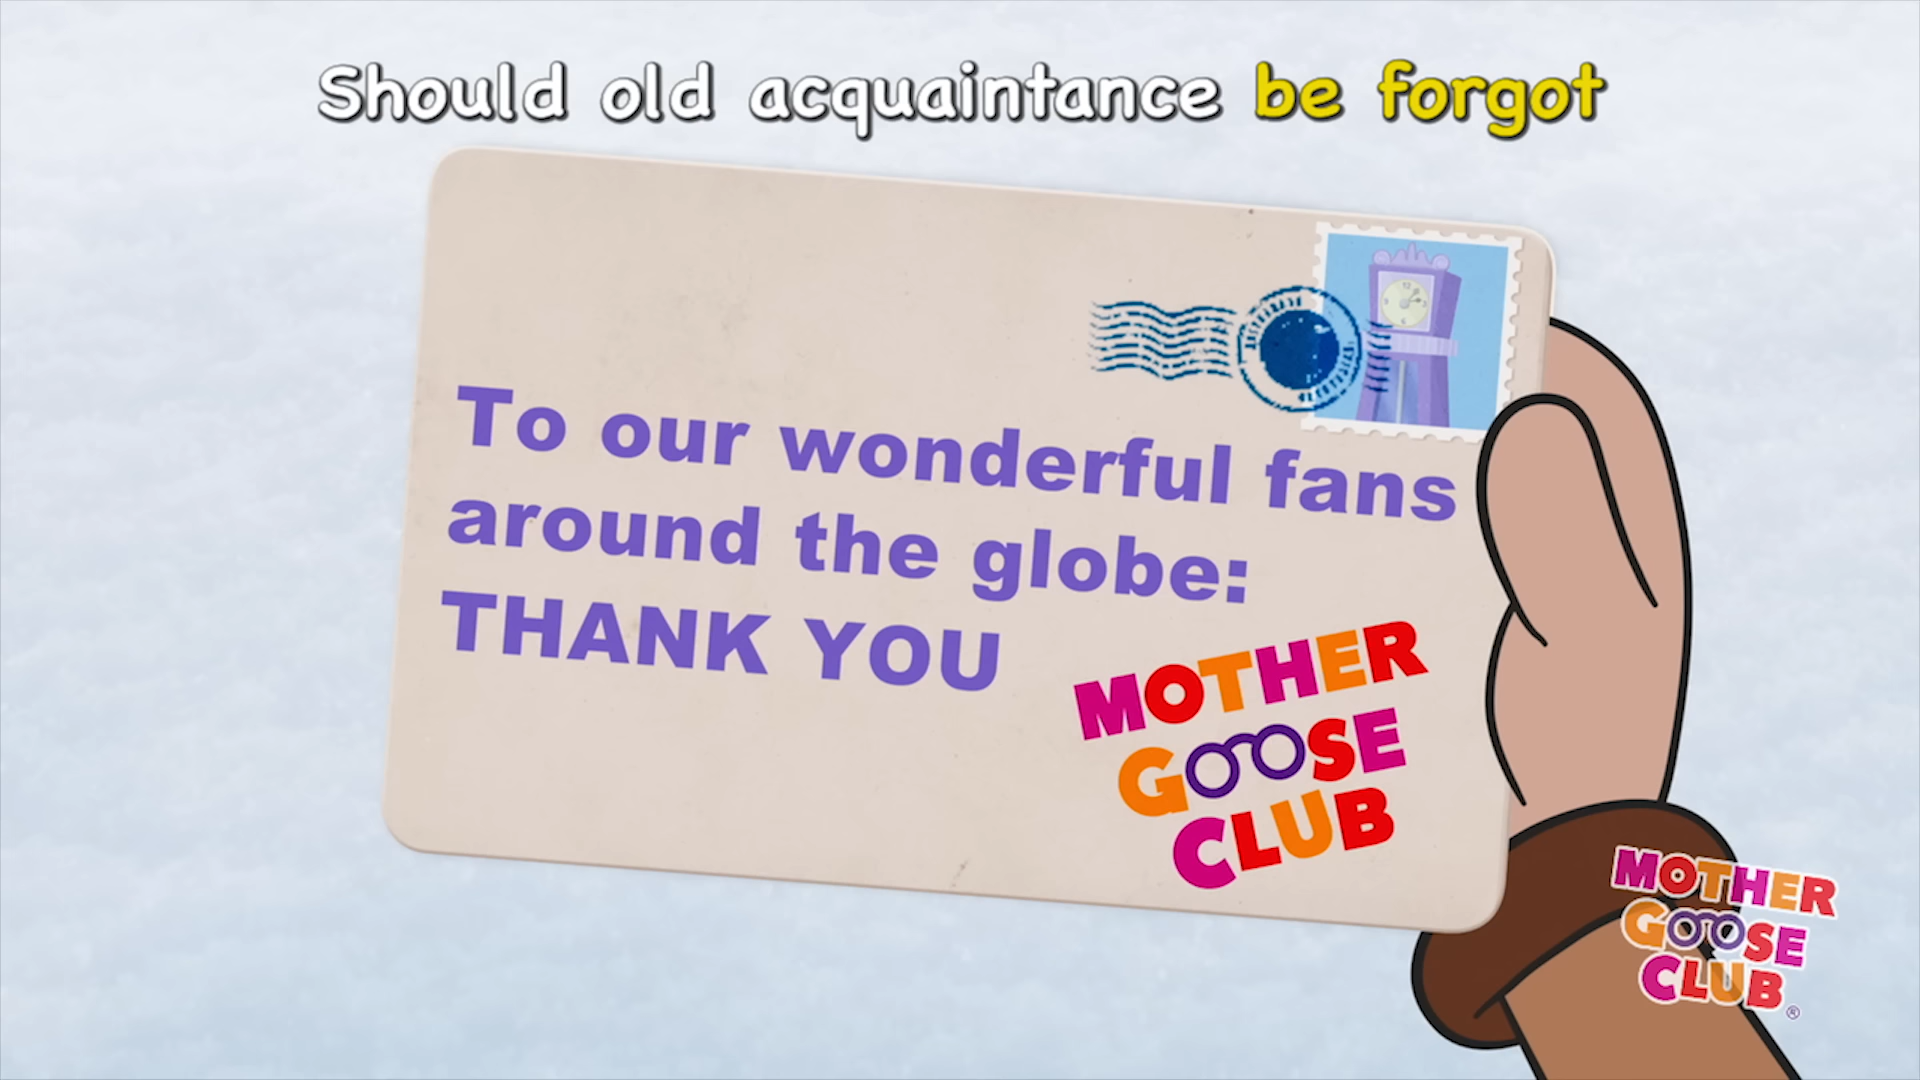 Should old acquaintance be forgot
To our wonderful fans
around the globe:
THANK YOU
MOTHER
GOOSE
CLUB
MOTHER
GOOSE
CLUB
®